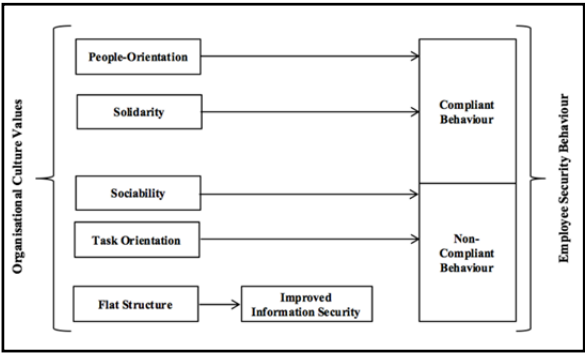 Organisational Culture Values
People-Orientation
Solidarity
Sociability
Task Orientation
Flat Structure
Improved
Information Security
Compliant
Behaviour
Non-
Compliant
Behaviour
Employee Security Behaviour